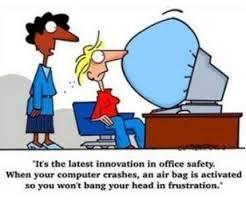 "It's the latest innovation in office safety.
When your computer crashes, an air bag is activated
so you won't bang your head in frustration."